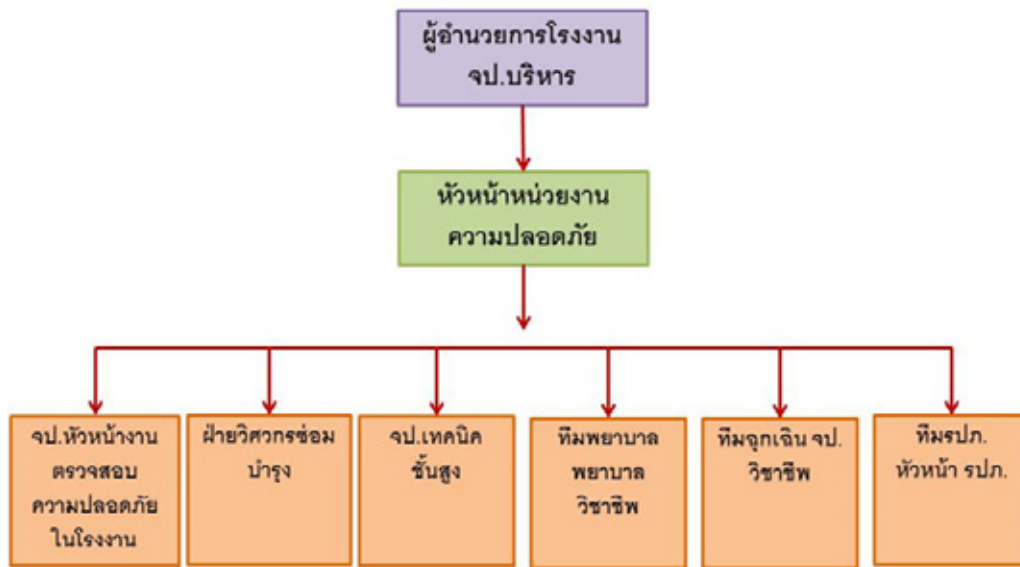 ผู้อำนวยการโรงงาน
จป.บริหาร
หัวหน้าหน่วยงาน
ความปลอดภัย
จป.หัวหน้างาน
ตรวจสอบ
ความปลอดภัย
ในโรงงาน
ฝ่ายวิศวกรซ่อม
บำรุง
จป.เทคนิค
ชั้นสูง
ทีมพยาบาล
พยาบาล
วิชาชีพ
ทีมฉุกเฉิน จป.
วิชาชีพ
ทีมรปภ.
หัวหน้า รปภ.